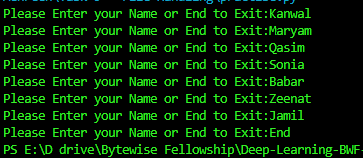 Please Enter your Name or End to Exit:Kanwal
Please Enter your Name or End to Exit:Maryam
Please Enter your Name or End to Exit:Qasim
Please Enter your Name or End to Exit:Sonia
Please Enter your Name or End to Exit:Babar
Please Enter your Name or End to Exit:Zeenat
Please Enter your Name or End to Exit:Jamil
Please Enter your Name or End to Exit:End
PS E:\D drive\Bytewise Fellowship\Deep-Learning-BWF-